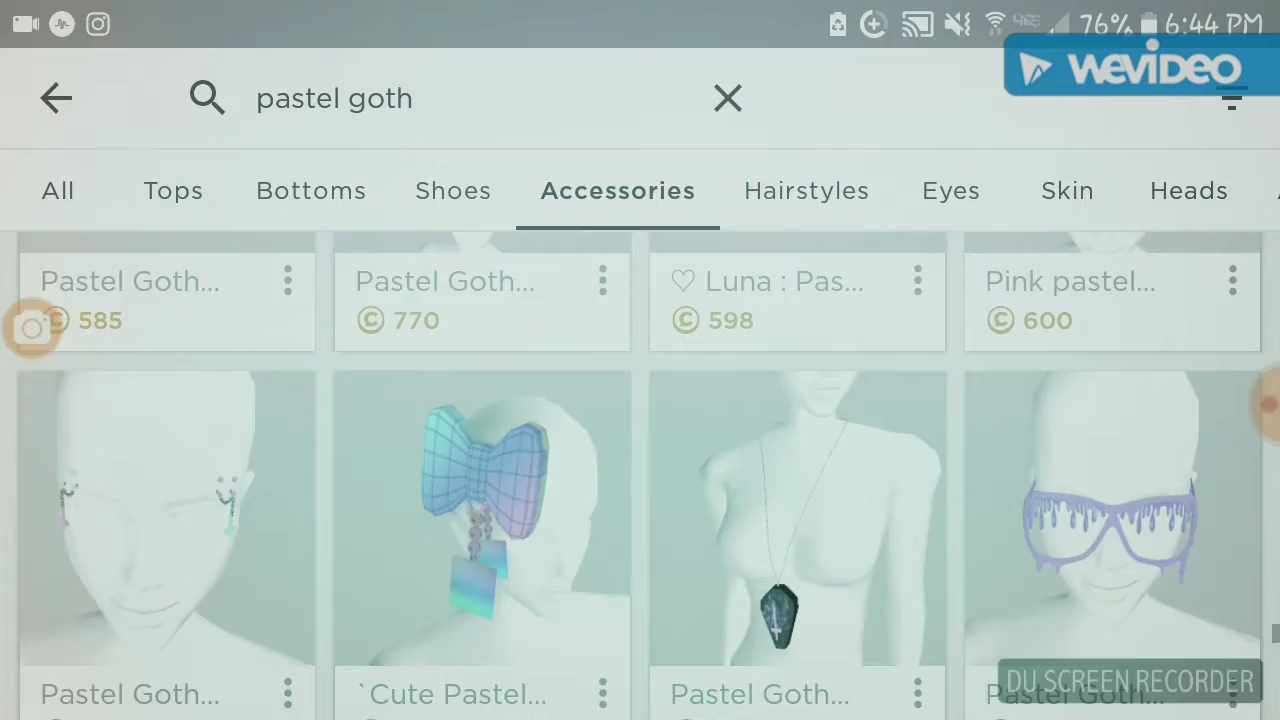 76% 6:44 PM
WEVIDEO
pastel goth
All Tops Bottoms Shoes Accessories Hairstyles Eyes Skin Heads
Pastel Goth... Pastel Goth... ♡ Luna : Pas... Pink pastel...
© 585 © 770 © 598 © 600
Pastel Goth... `Cute Pastel... Pastel Goth... Pastel Goth...
DU SCREEN RECORDER